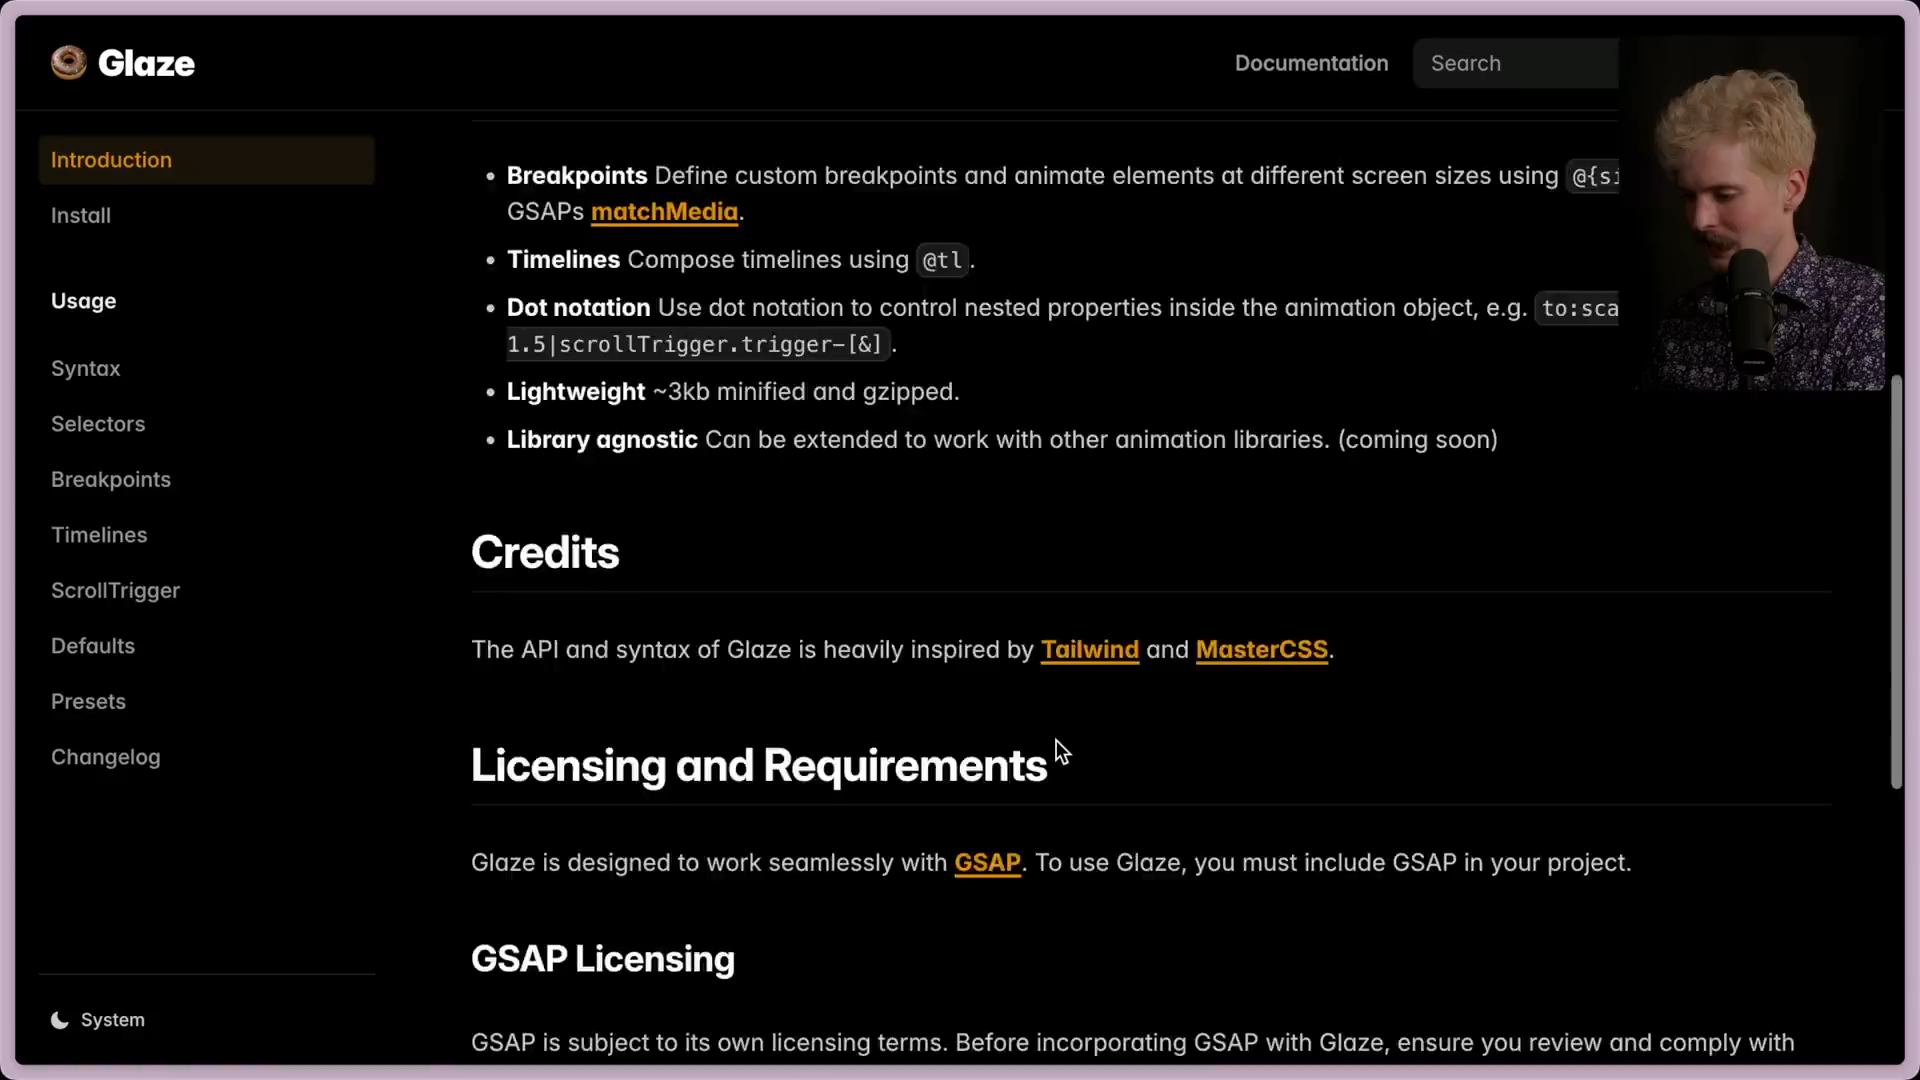 Glaze
Documentation
Search
Introduction
Install
Usage
Syntax
Selectors
Breakpoints
Timelines
ScrollTrigger
Defaults
Presets
Changelog
System
• Breakpoints Define custom breakpoints and animate elements at different screen sizes using
GSAPs matchMedia.
• Timelines Compose timelines using @tl.
• Dot notation Use dot notation to control nested properties inside the animation object, e.g. to:sca
1.5|scrollTrigger.trigger-[&].
• Lightweight ~3kb minified and gzipped.
• Library agnostic Can be extended to work with other animation libraries. (coming soon)
Credits
The API and syntax of Glaze is heavily inspired by Tailwind and MasterCSS.
Licensing and Requirements
Glaze is designed to work seamlessly with GSAP. To use Glaze, you must include GSAP in your project.
GSAP Licensing
GSAP is subject to its own licensing terms. Before incorporating GSAP with Glaze, ensure you review and comply with